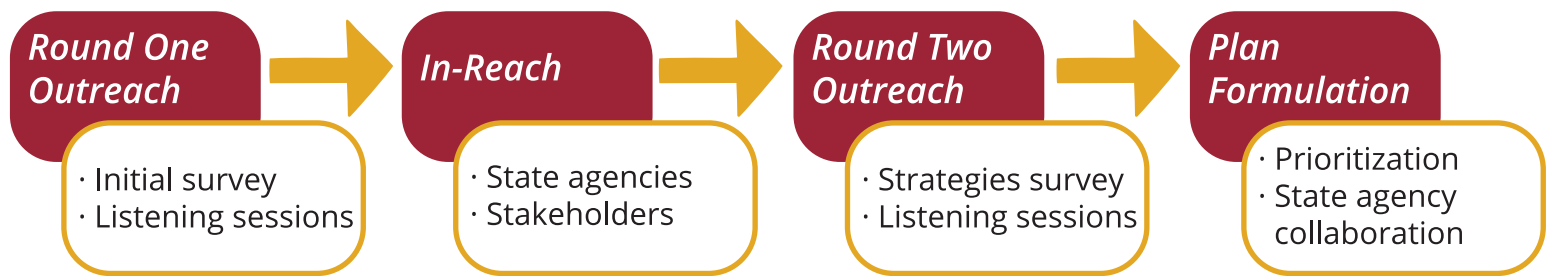 Round One
Outreach
· Initial survey
· Listening sessions
In-Reach
· State agencies
· Stakeholders
Round Two
Outreach
· Strategies survey
· Listening sessions
Plan
Formulation
· Prioritization
· State agency
collaboration